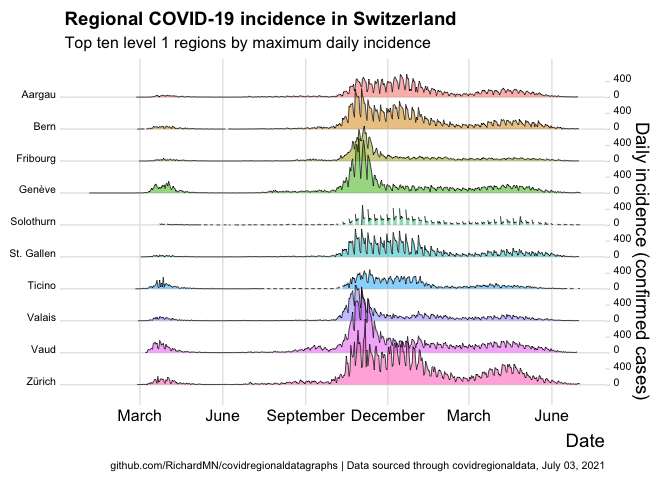 Regional COVID-19 incidence in Switzerland
Top ten level 1 regions by maximum daily incidence
Aargau 400
0
Bern 400
0
Fribourg 400
0
Genève 400
0
Solothurn 400
0
St. Gallen 400
0
Ticino 400
0
Valais 400
0
Vaud 400
0
Zürich 400
0
Daily incidence (confirmed cases)
March June September December March June
Date
github.com/RichardMN/covidregionaldatagraphs | Data sourced through covidregionaldata, July 03, 2021